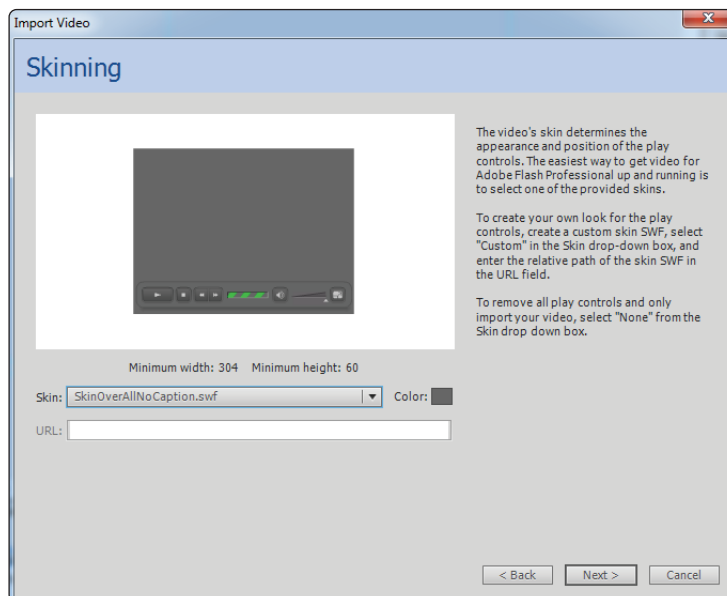 Import Video
Skinning
The video's skin determines the
appearance and position of the play
controls. The easiest way to get video for
Adobe Flash Professional up and running is
to select one of the provided skins.
To create your own look for the play
controls, create a custom skin SWF, select
"Custom" in the Skin drop-down box, and
enter the relative path of the skin SWF in
the URL field.
To remove all play controls and only
import your video, select "None" from the
Skin drop down box.
Minimum width: 304 Minimum height: 60
Skin: SkinOverAllNoCaption.swf Color:
URL:
< Back Next > Cancel